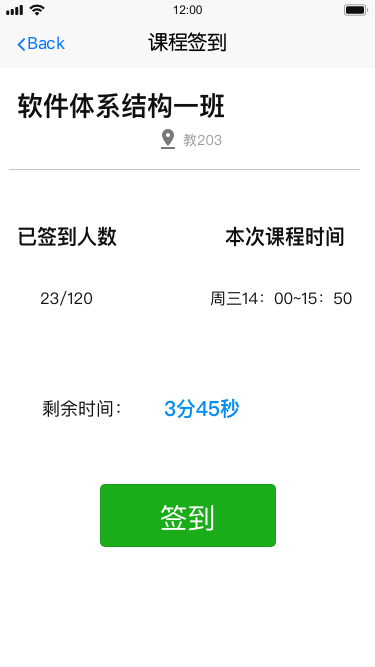 12:00
Back
课程签到
软件体系结构一班
教203
已签到人数
本次课程时间
23/120
周三14：00~15：50
剩余时间：
3分45秒
签到